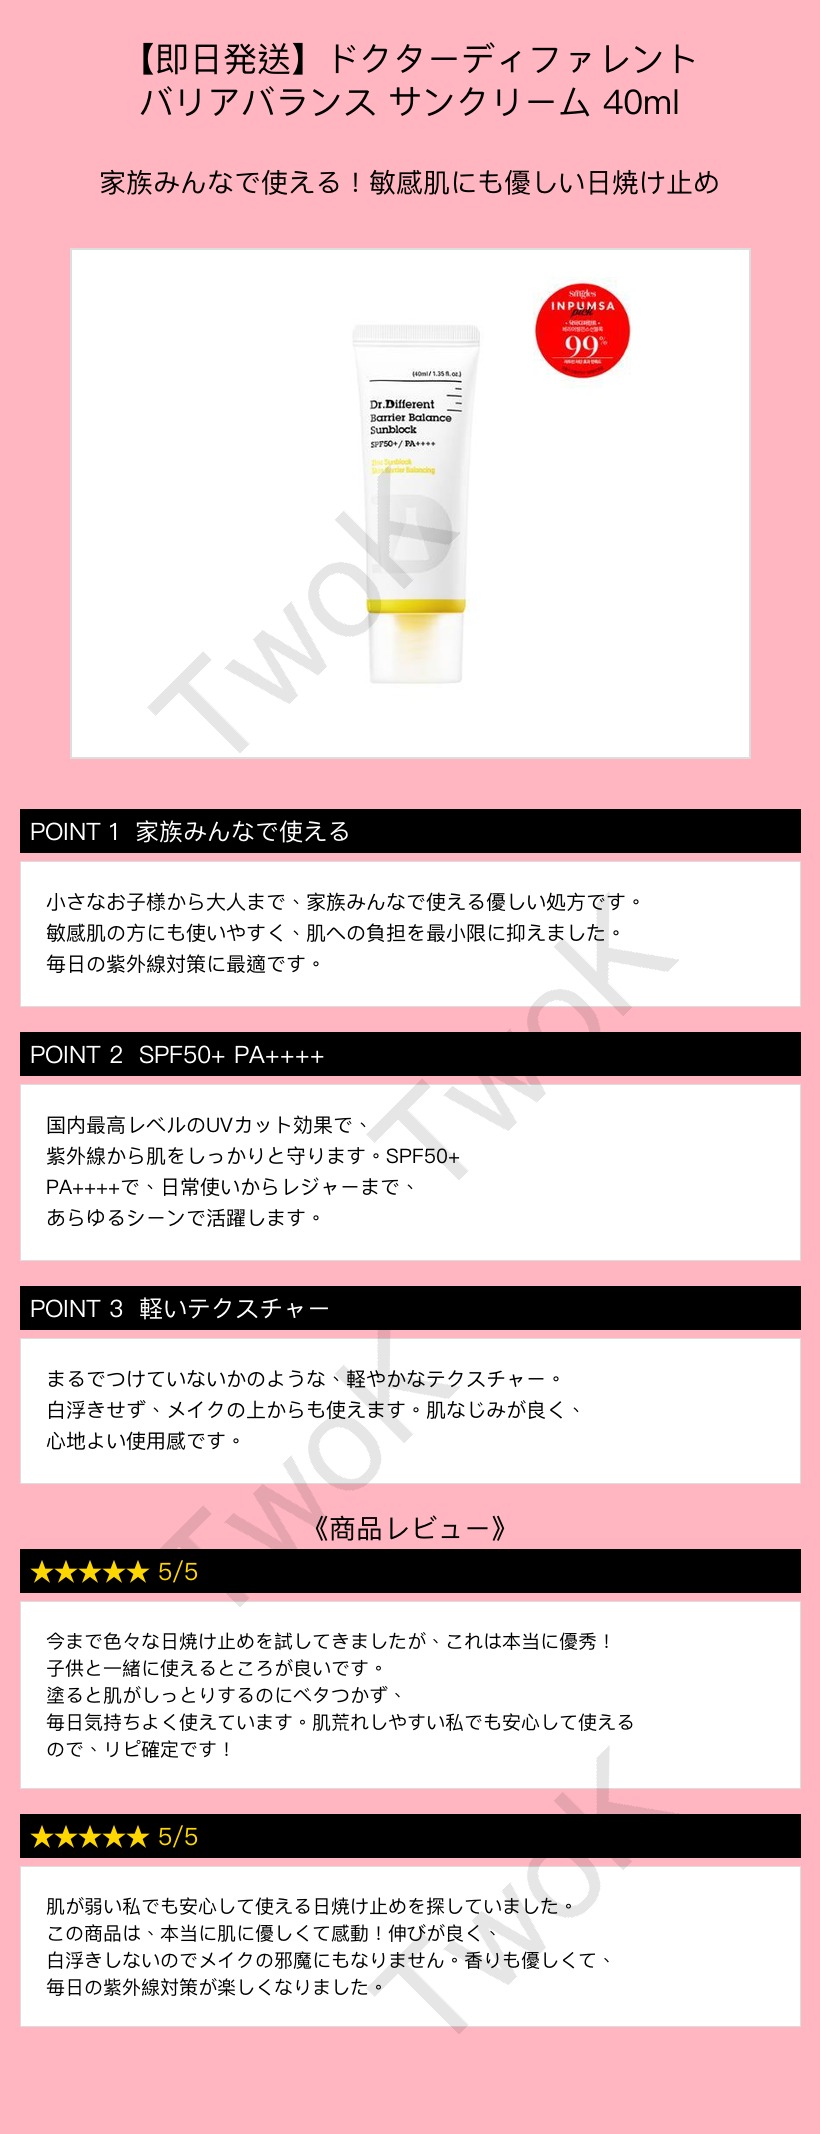 【即日発送】ドクターディファレント
バリアバランス サンクリーム 40ml
家族みんなで使える！敏感肌にも優しい日焼け止め
Singles
INPUMSA
pick
99%
(40ml / 1.35 fl. oz.)
Dr.Different
Barrier Balance
Sunblock
SPF50+/ PA++++
Skin Barrier Balancing
TwoK
POINT 1 家族みんなで使える
小さなお子様から大人まで、家族みんなで使える優しい処方です。
敏感肌の方にも使いやすく、肌への負担を最小限に抑えました。
毎日の紫外線対策に最適です。
TwoK
POINT 2 SPF50+ PA++++
国内最高レベルのUVカット効果で、
紫外線から肌をしっかりと守ります。SPF50+
PA++++で、日常使いからレジャーまで、
あらゆるシーンで活躍します。
POINT 3 軽いテクスチャー
まるでつけていないかのような、軽やかなテクスチャー。
白浮きせず、メイクの上からも使えます。肌なじみが良く、
心地よい使用感です。
TwoK
《商品レビュー》
★★★★★ 5/5
今まで色々な日焼け止めを試してきましたが、これは本当に優秀！
子供と一緒に使えるところが良いです。
塗ると肌がしっとりするのにベタつかず、
毎日気持ちよく使えています。肌荒れしやすい私でも安心して使える
ので、リピ確定です！
★★★★★ 5/5
肌が弱い私でも安心して使える日焼け止めを探していました。
この商品は、本当に肌に優しくて感動！伸びが良く、
白浮きしないのでメイクの邪魔にもなりません。香りも優しくて、
毎日の紫外線対策が楽しくなりました。
TwoK